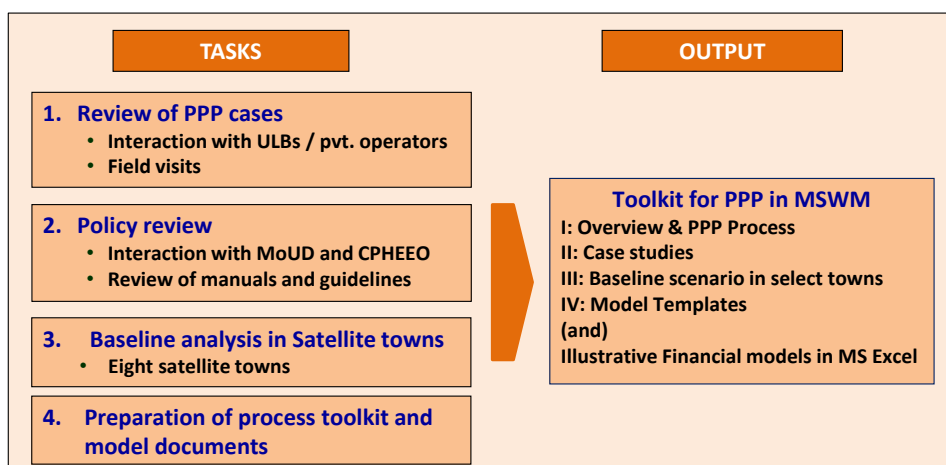 TASKS
1. Review of PPP cases
• Interaction with ULBs / pvt. operators
• Field visits
2. Policy review
• Interaction with MoUD and CPHEEO
• Review of manuals and guidelines
3. Baseline analysis in Satellite towns
• Eight satellite towns
4. Preparation of process toolkit and
model documents
OUTPUT
Toolkit for PPP in MSWM
I: Overview & PPP Process
II: Case studies
III: Baseline scenario in select towns
IV: Model Templates
(and)
Illustrative Financial models in MS Excel